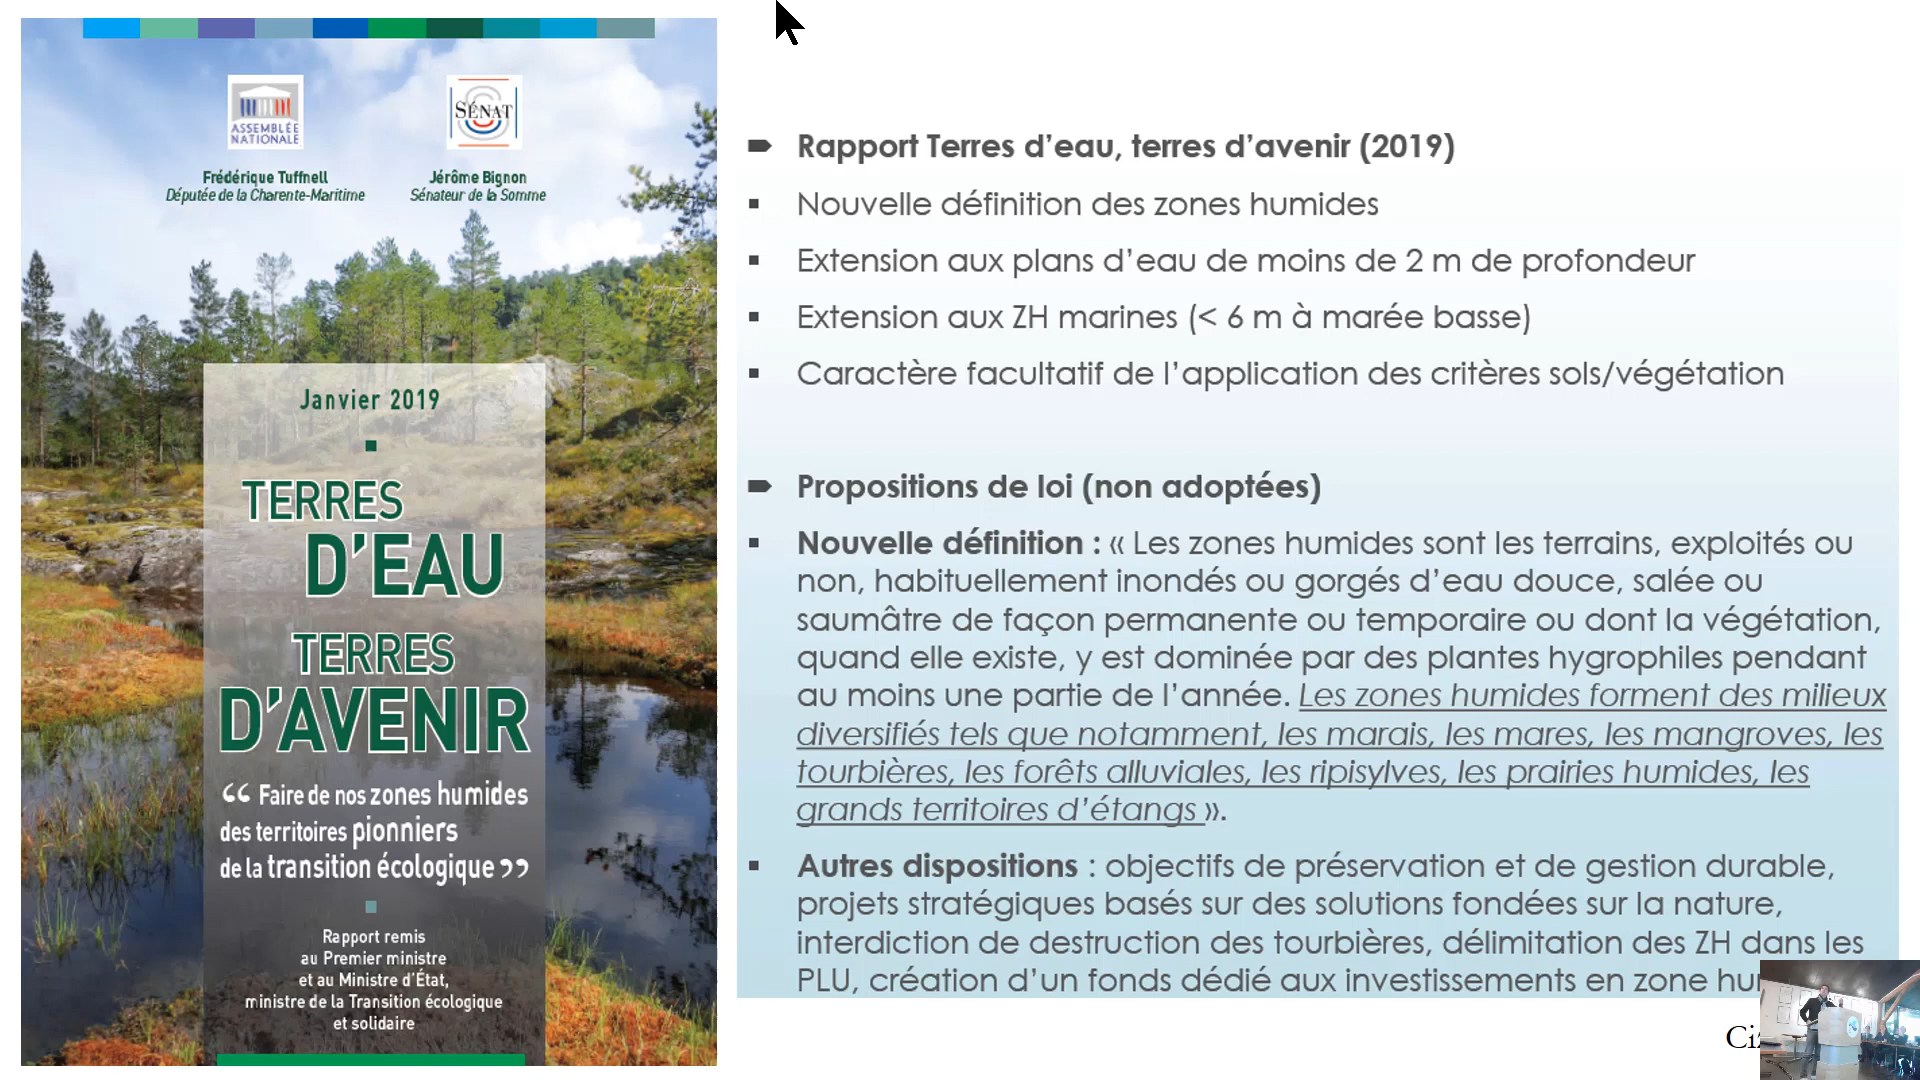 ASSEMBLÉE
NATIONALE
SÉNAT
Frédérique Tuffnell
Députée de la Charente-Maritime
Jérôme Bignon
Sénateur de la Somme
Janvier 2019
TERRES
D’EAU
TERRES
D’AVENIR
“ Faire de nos zones humides
des territoires pionniers
de la transition écologique ”
Rapport remis
au Premier ministre
et au Ministre d’État,
ministre de la Transition écologique
et solidaire
Rapport Terres d’eau, terres d’avenir (2019)
▪ Nouvelle définition des zones humides
▪ Extension aux plans d’eau de moins de 2 m de profondeur
▪ Extension aux ZH marines (< 6 m à marée basse)
▪ Caractère facultatif de l’application des critères sols/végétation
Propositions de loi (non adoptées)
▪ Nouvelle définition : « Les zones humides sont les terrains, exploités ou
non, habituellement inondés ou gorgés d’eau douce, salée ou
saumâtre de façon permanente ou temporaire ou dont la végétation,
quand elle existe, y est dominée par des plantes hygrophiles pendant
au moins une partie de l’année. Les zones humides forment des milieux
diversifiés tels que notamment, les marais, les mares, les mangroves, les
tourbières, les forêts alluviales, les ripisylves, les prairies humides, les
grands territoires d’étangs ».
▪ Autres dispositions : objectifs de préservation et de gestion durable,
projets stratégiques basés sur des solutions fondées sur la nature,
interdiction de destruction des tourbières, délimitation des ZH dans les
PLU, création d’un fonds dédié aux investissements en zone